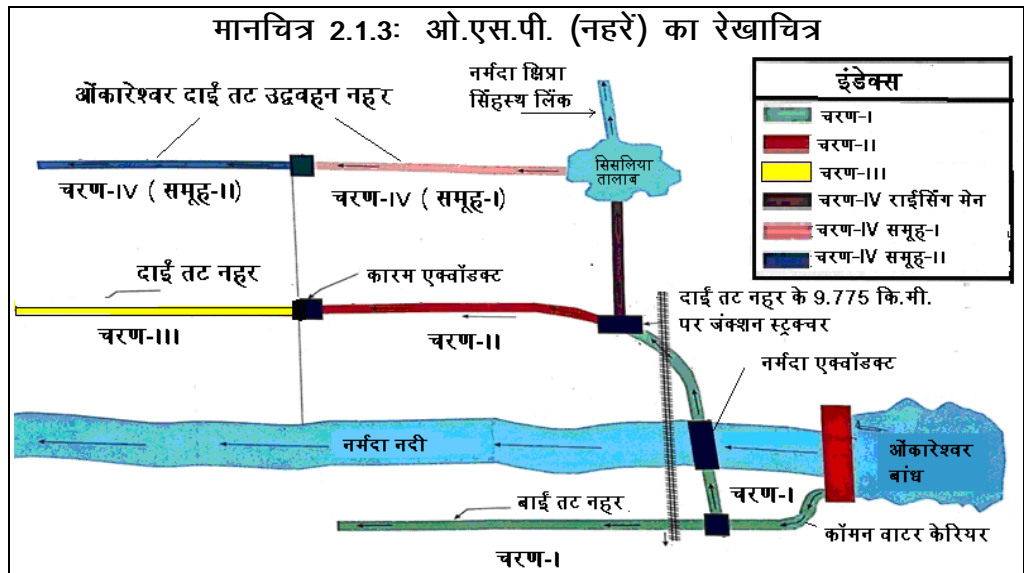 मानचित्र 2.1.3: ओ.एस.पी. (नहरें) का रेखाचित्र
नर्मदा क्षिप्रा
सिंहस्थ लिंक
ओंकारेश्वर दाईं तट उद्ववहन नहर
इंडेक्स
चरण-I
चरण-II
चरण-III
चरण-IV राईसिंग मेन
चरण-IV समूह-I
चरण-IV समूह-II
सिसलिया
तालाब
चरण-IV ( समूह-II)
चरण-IV ( समूह-I)
दाईं तट नहर
कारम एक्वॉडक्ट
दाईं तट नहर के 9.775 कि.मी.
पर जंक्शन स्ट्रक्चर
चरण-III
चरण-II
नर्मदा एक्वॉडक्ट
नर्मदा नदी
ओंकारेश्वर
बांध
चरण-I
बाईं तट नहर
कॉमन वाटर केरियर
चरण-I